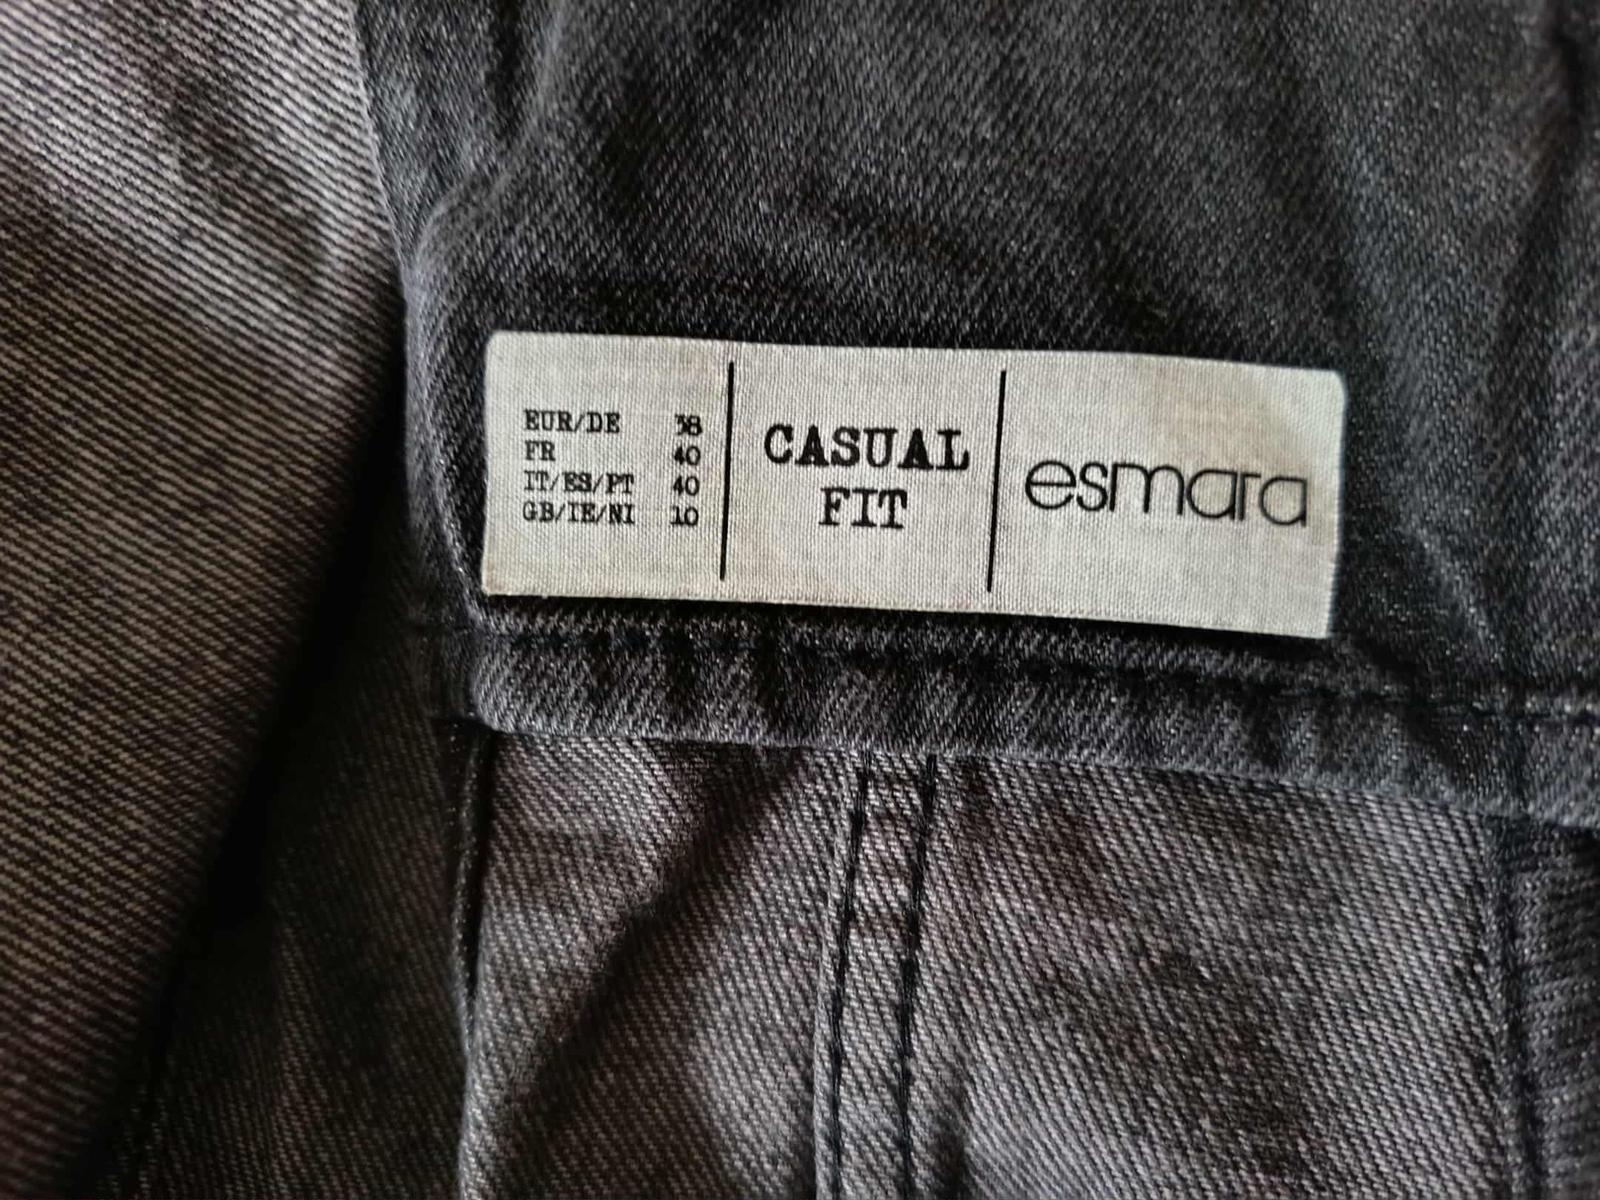 EUR/DE 38
FR 40
IT/ES/PT 40
GB/IE/NI 10
CASUAL
FIT
esmara